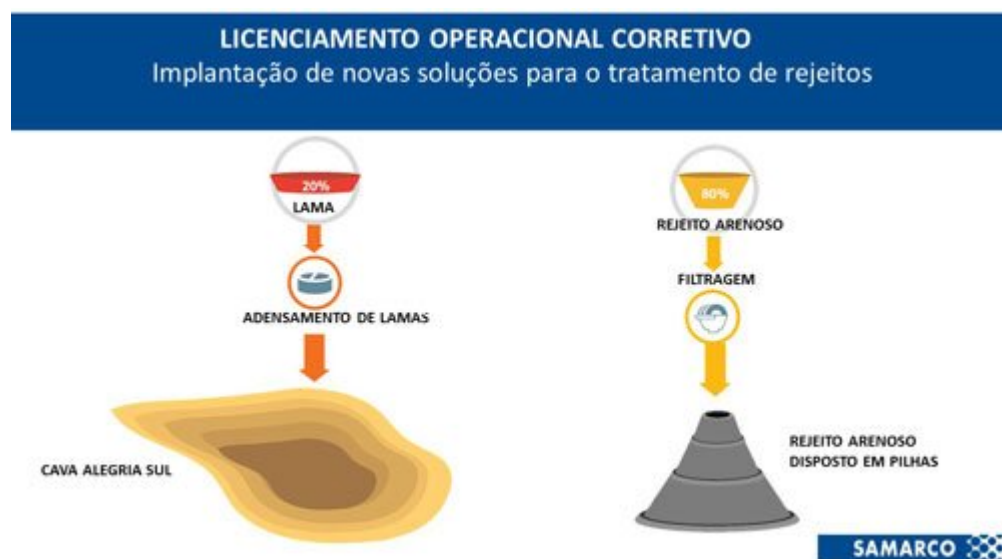 LICENCIAMENTO OPERACIONAL CORRETIVO
Implantação de novas soluções para o tratamento de rejeitos
20%
LAMA
ADENSAMENTO DE LAMAS
CAVA ALEGRIA SUL
80%
REJEITO ARENOSO
FILTRAGEM
REJEITO ARENOSO
DISPOSTO EM PILHAS
SAMARCO